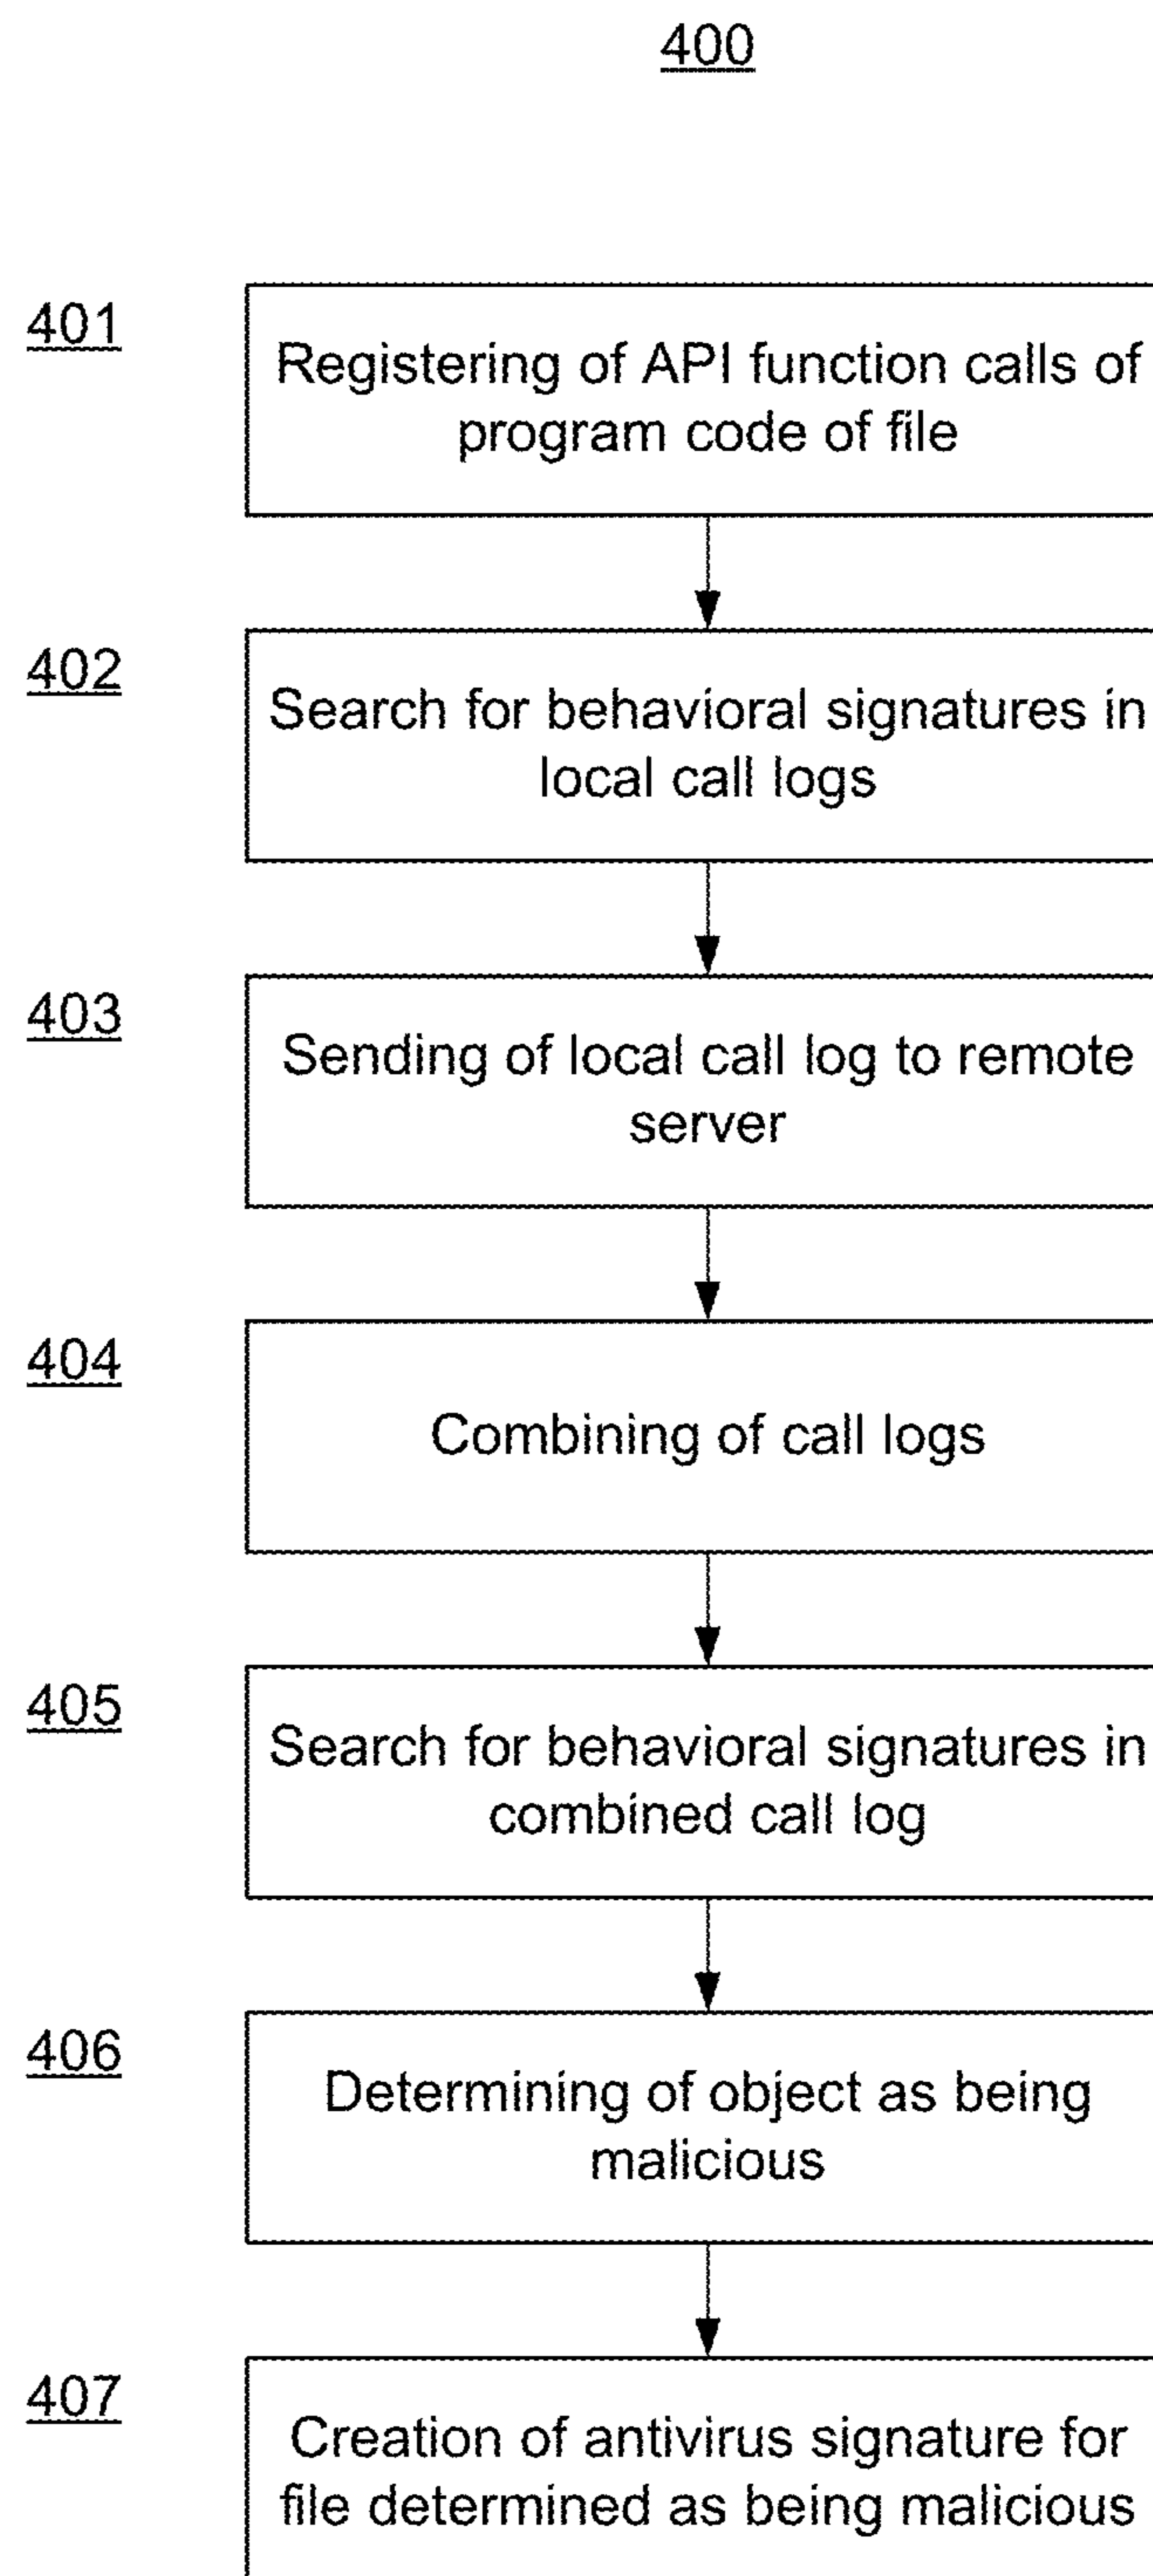 400
401
Registering of API function calls of
program code of file
402
Search for behavioral signatures in
local call logs
403
Sending of local call log to remote
server
404
Combining of call logs
405
Search for behavioral signatures in
combined call log
406
Determining of object as being
malicious
407
Creation of antivirus signature for
file determined as being malicious